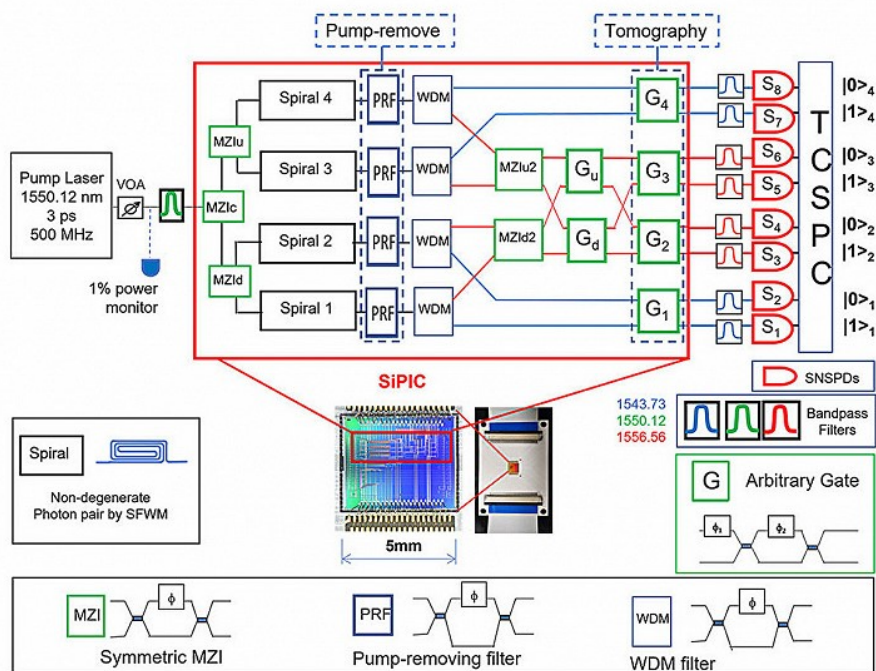 Pump-remove
Tomography
Spiral 4
PRF
WDM
G4
S8
|0>4
S7
|1>4
MZIu
Spiral 3
PRF
WDM
MZIu2
Gu
G3
S6
|0>3
S5
|1>3
Pump Laser
1550.12 nm
3 ps
500 MHz
VOA
MZIc
1% power
monitor
Spiral 2
PRF
WDM
MZId2
Gd
G2
S4
|0>2
S3
|1>2
MZId
Spiral 1
PRF
WDM
G1
S2
|0>1
S1
|1>1
TCSPC
SiPIC
SNSPDs
1543.73
1550.12
1556.56
Bandpass
Filters
Spiral
Non-degenerate
Photon pair by SFWM
5mm
G
Arbitrary Gate
ϕ₁
ϕ₂
MZI
ϕ
Symmetric MZI
PRF
ϕ
Pump-removing filter
WDM
ϕ
WDM filter